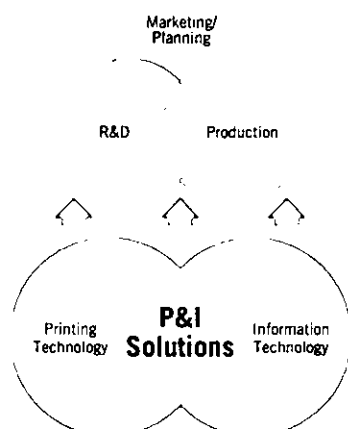 Marketing/
Planning
R&D
Production
Printing
Technology
P&I
Solutions
Information
Technology